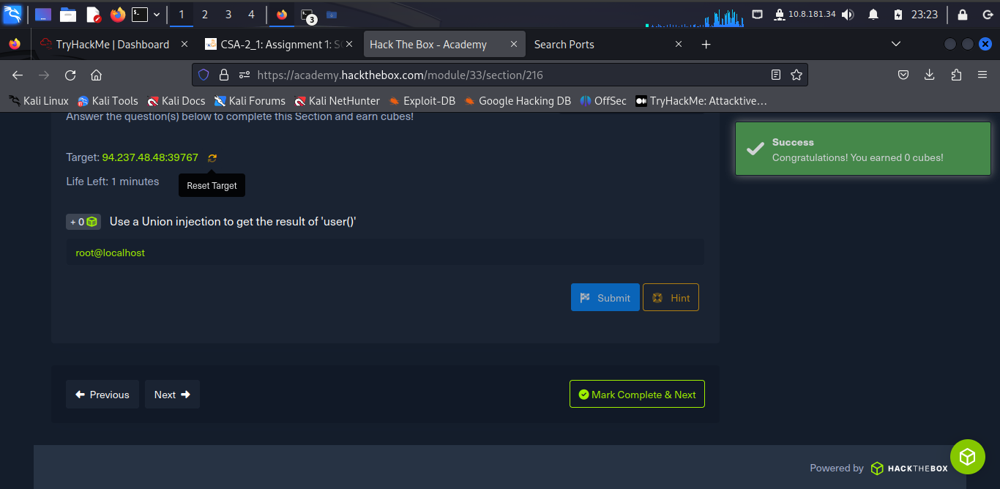 1 2 3 4 3 10.8.181.34 23:23
TryHackMe | Dashboard CSA-2_1: Assignment 1: S Hack The Box - Academy Search Ports
https://academy.hackthebox.com/module/33/section/216
Kali Linux Kali Tools Kali Docs Kali Forums Kali NetHunter Exploit-DB Google Hacking DB OffSec TryHackMe: Attacktive...
Answer the question(s) below to complete this Section and earn cubes!
Success
Congratulations! You earned 0 cubes!
Target: 94.237.48.48:39767
Life Left: 1 minutes
Reset Target
+ 0 Use a Union injection to get the result of 'user()'
root@localhost
Submit Hint
Previous Next Mark Complete & Next
Powered by HACKTHEBOX